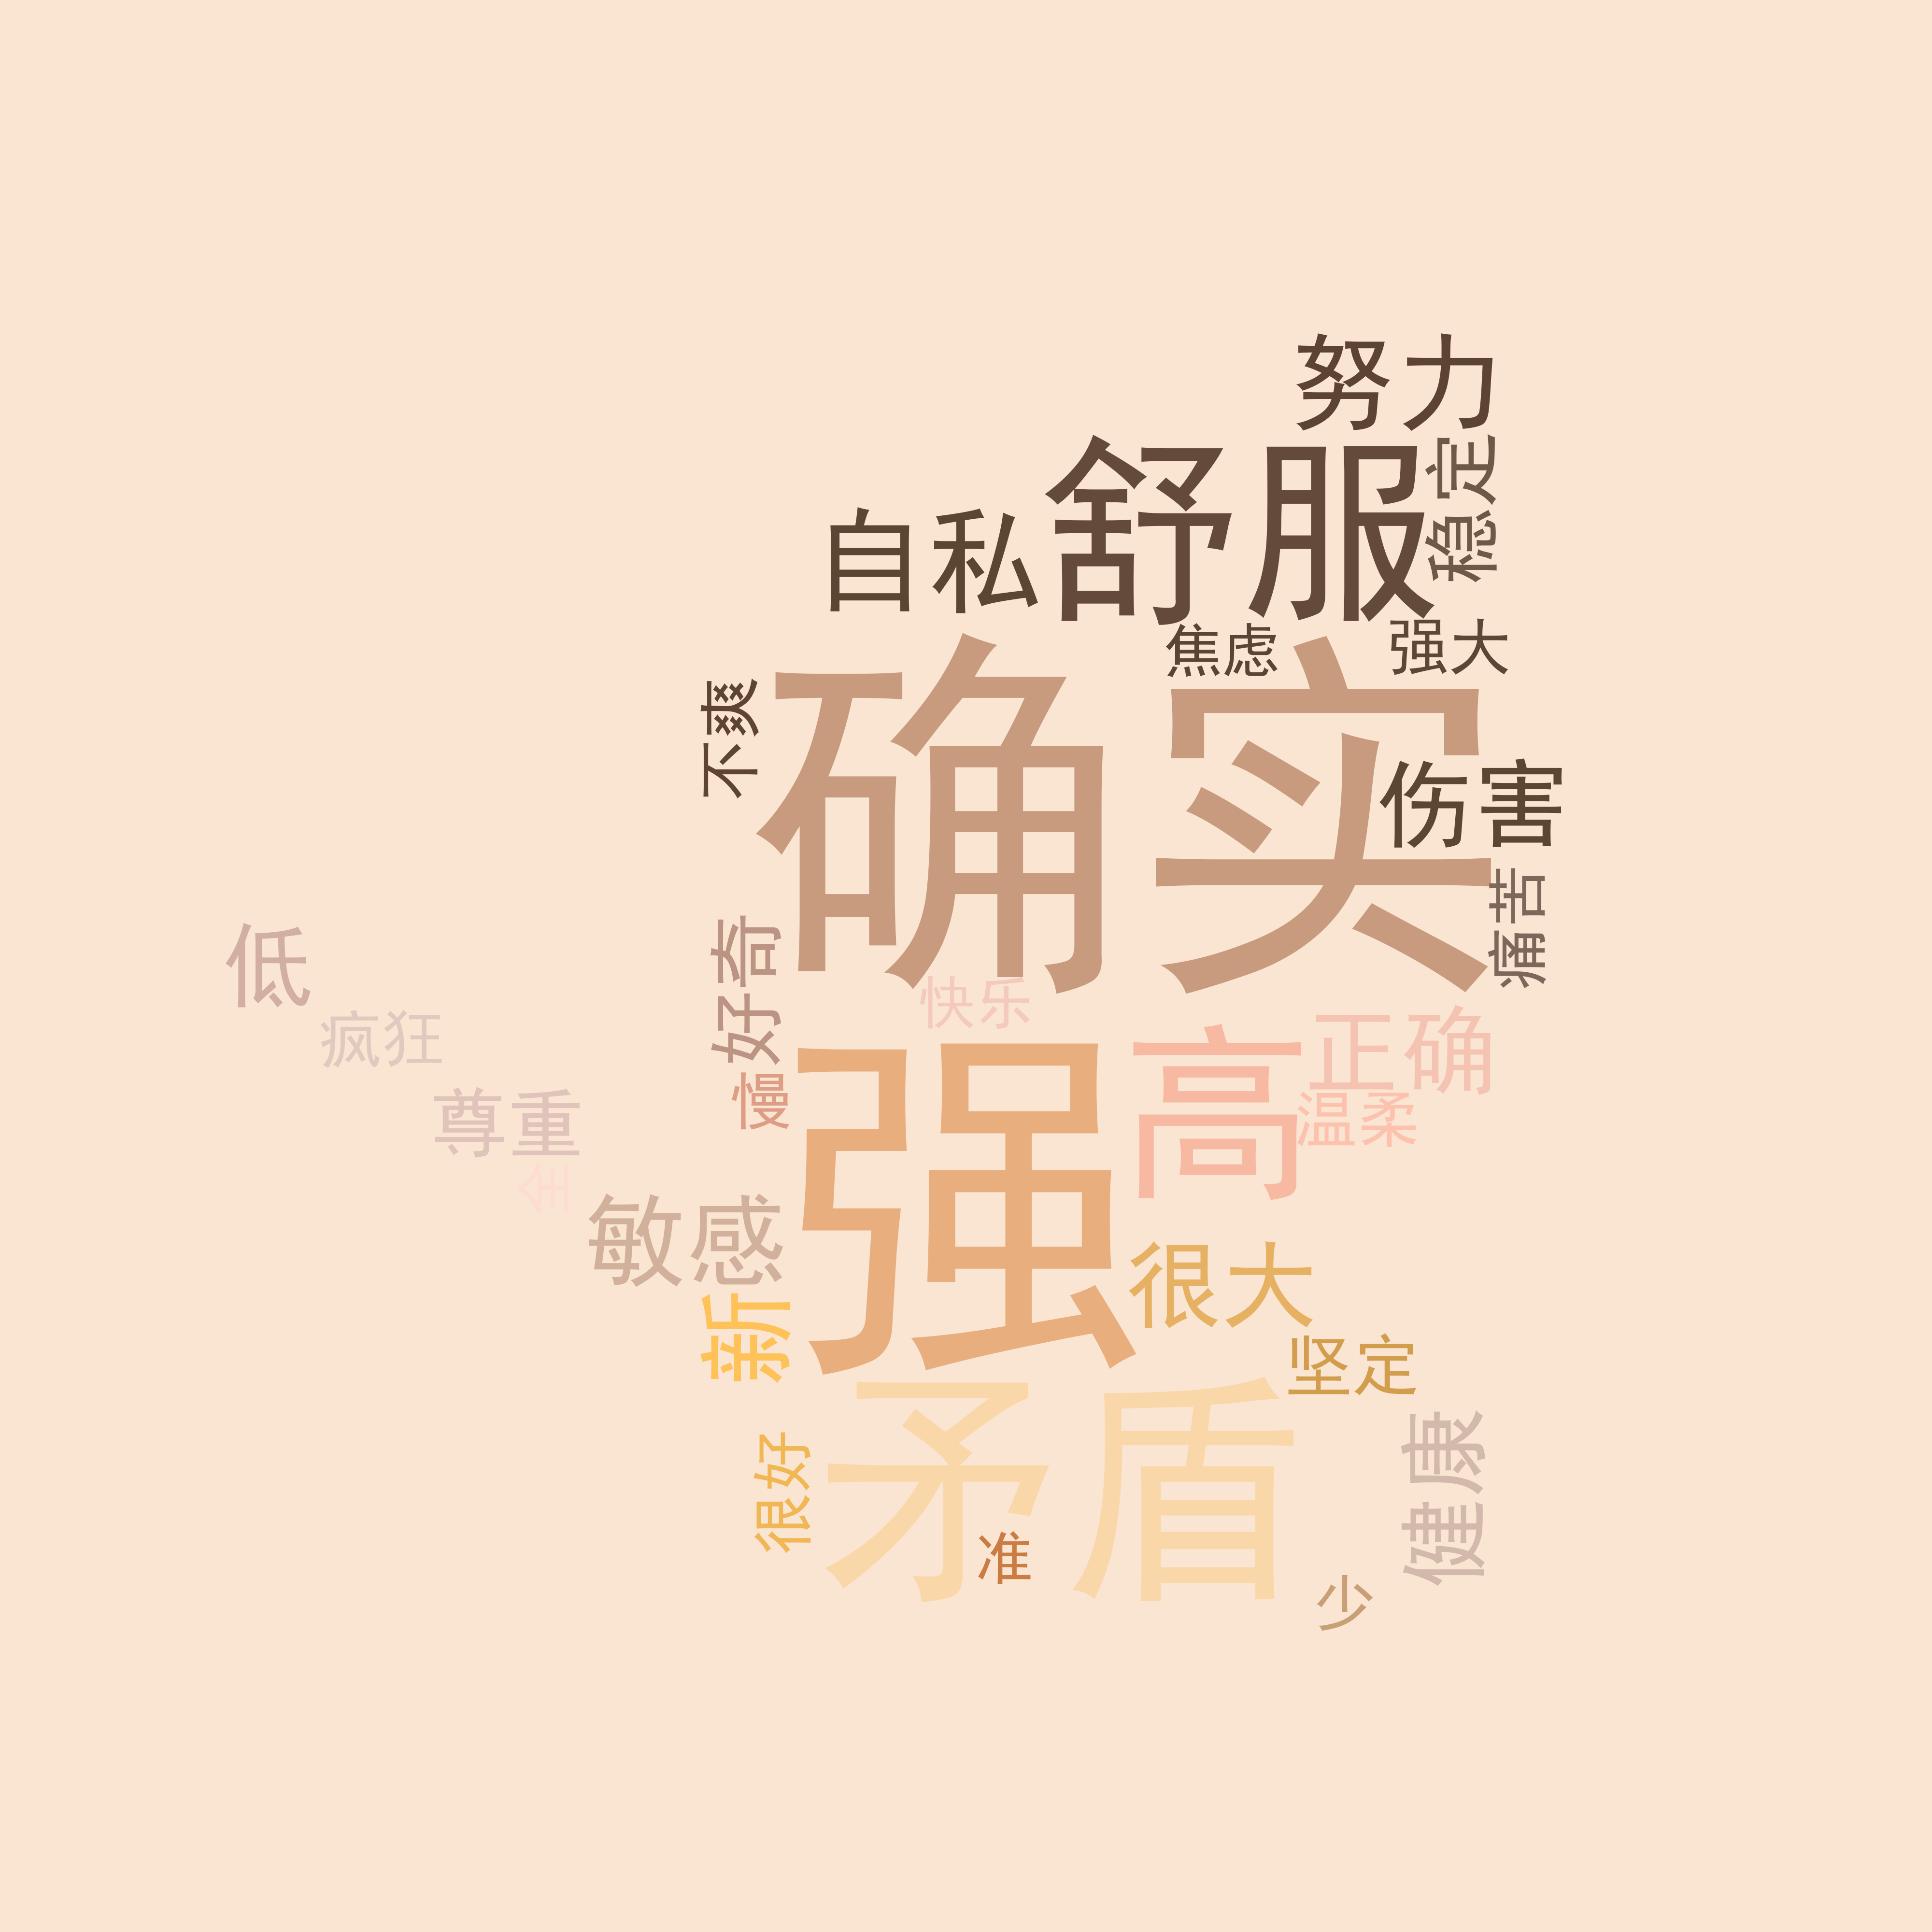 努力
稳定
舒服
自私
焦虑
强大
不爽
确实
伤害
痛苦
好奇
低
快乐
疯狂
正确
高
温柔
慢
尊重
强
全
敏感
很大
新
坚定
矛盾
健康
很好
准
少